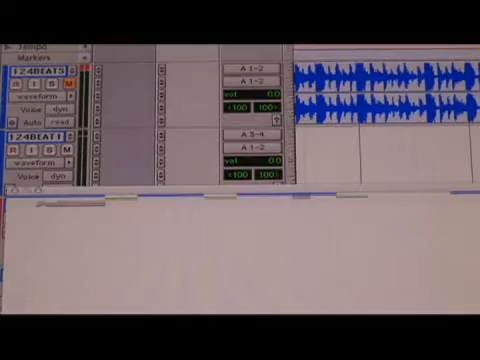 Tempo
Markers
124BEATS
R I S M
waveform
Voice dyn
Auto read
A 1-2
A 1-2
vol 0.0
<100 100>
124BEAT1
R I S M
waveform
Voice dyn
A 3-4
A 1-2
vol 0.0
<100 100>